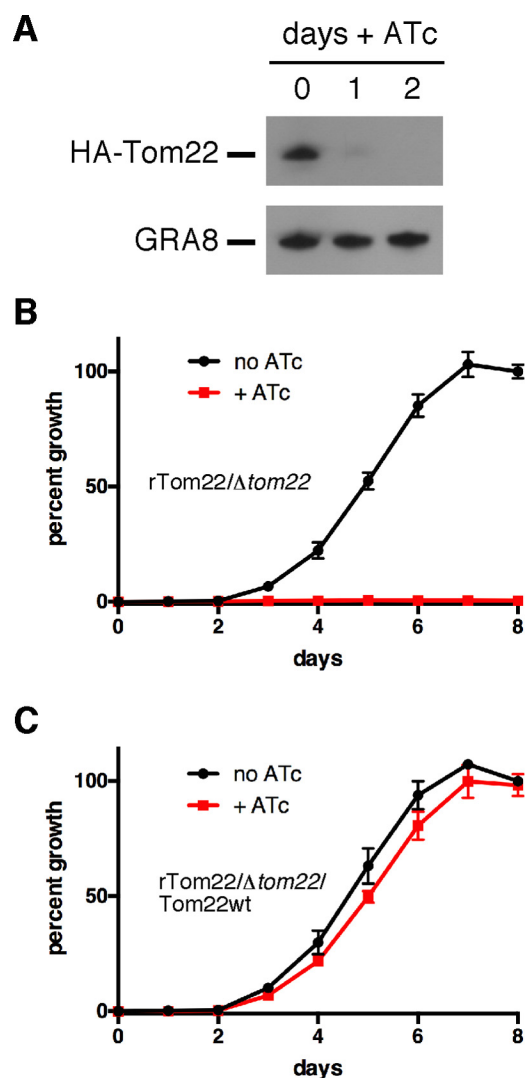 A
days + ATc
0 1 2
HA-Tom22
GRA8
B
100
50
0
percent growth
no ATc
+ ATc
rTom22/Δtom22
0 2 4 6 8
days
C
100
50
0
percent growth
no ATc
+ ATc
rTom22/Δtom22/
Tom22wt
0 2 4 6 8
days